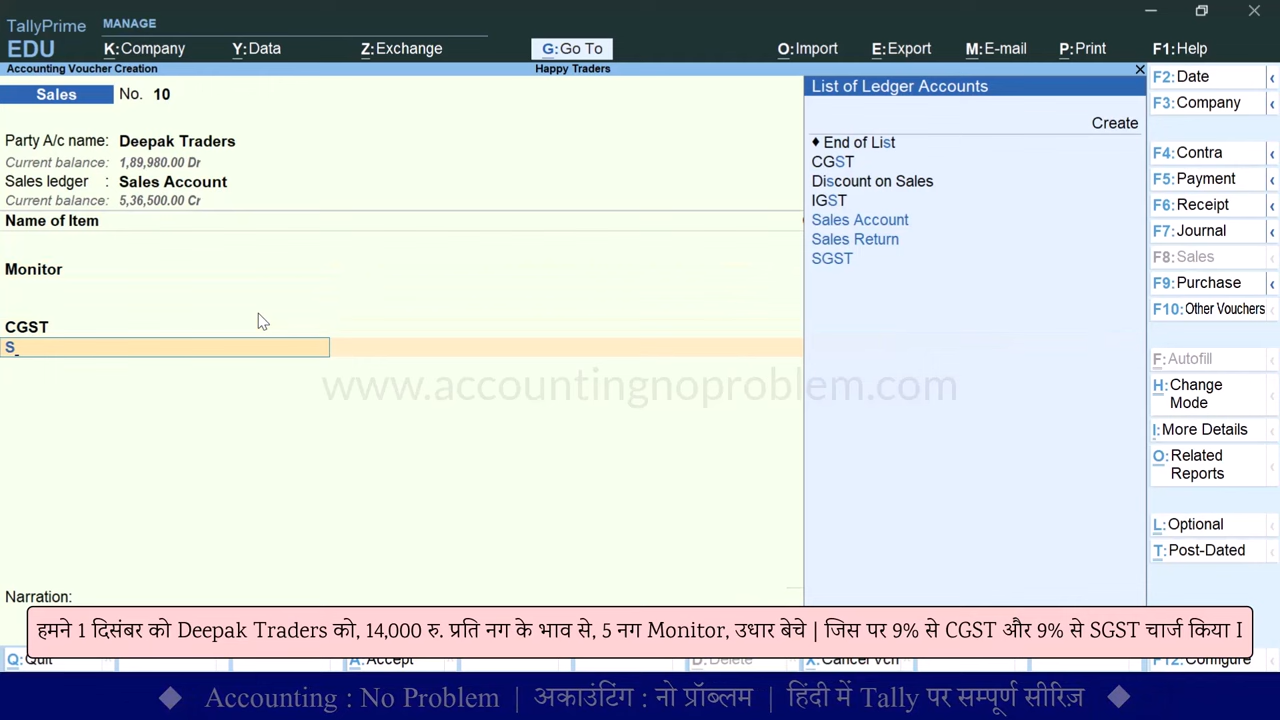 TallyPrime
EDU
MANAGE
K:Company Y:Data Z:Exchange G:Go To O:Import E:Export M:E-mail P:Print F1:Help
Accounting Voucher Creation Happy Traders
Sales No. 10
Party A/c name: Deepak Traders
Current balance: 1,89,980.00 Dr
Sales ledger : Sales Account
Current balance: 5,36,500.00 Cr
Name of Item
Monitor
CGST
S
List of Ledger Accounts
Create
♦ End of List
CGST
Discount on Sales
IGST
Sales Account
Sales Return
SGST
F2:Date
F3:Company
F4:Contra
F5:Payment
F6:Receipt
F7:Journal
F8:Sales
F9:Purchase
F10:Other Vouchers
F:Autofill
H:Change
Mode
I:More Details
O:Related
Reports
L:Optional
T:Post-Dated
www.accountingnoproblem.com
Narration:
हमने 1 दिसंबर को Deepak Traders को, 14,000 रु. प्रति नग के भाव से, 5 नग Monitor, उधार बेचे | जिस पर 9% से CGST और 9% से SGST चार्ज किया I
Q:Quit A:Accept D:Delete X:Cancel Vch F12:Configure
◆ Accounting : No Problem | अकाउंटिंग : नो प्रॉब्लम | हिंदी में Tally पर सम्पूर्ण सीरिज़ ◆